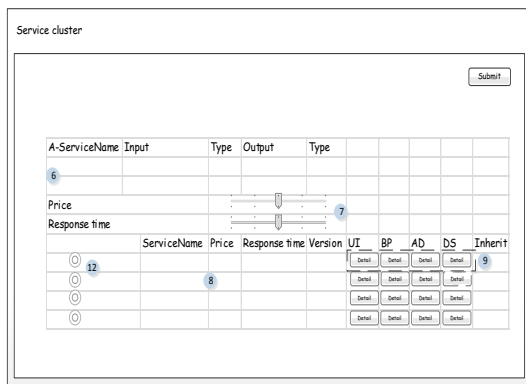 Service cluster
Submit
A-ServiceName Input Type Output Type
6
Price
7
Response time
ServiceName Price Response time Version UI BP AD DS Inherit
Detail Detail Detail Detail 9
12
8 Detail Detail Detail Detail
Detail Detail Detail Detail
Detail Detail Detail Detail